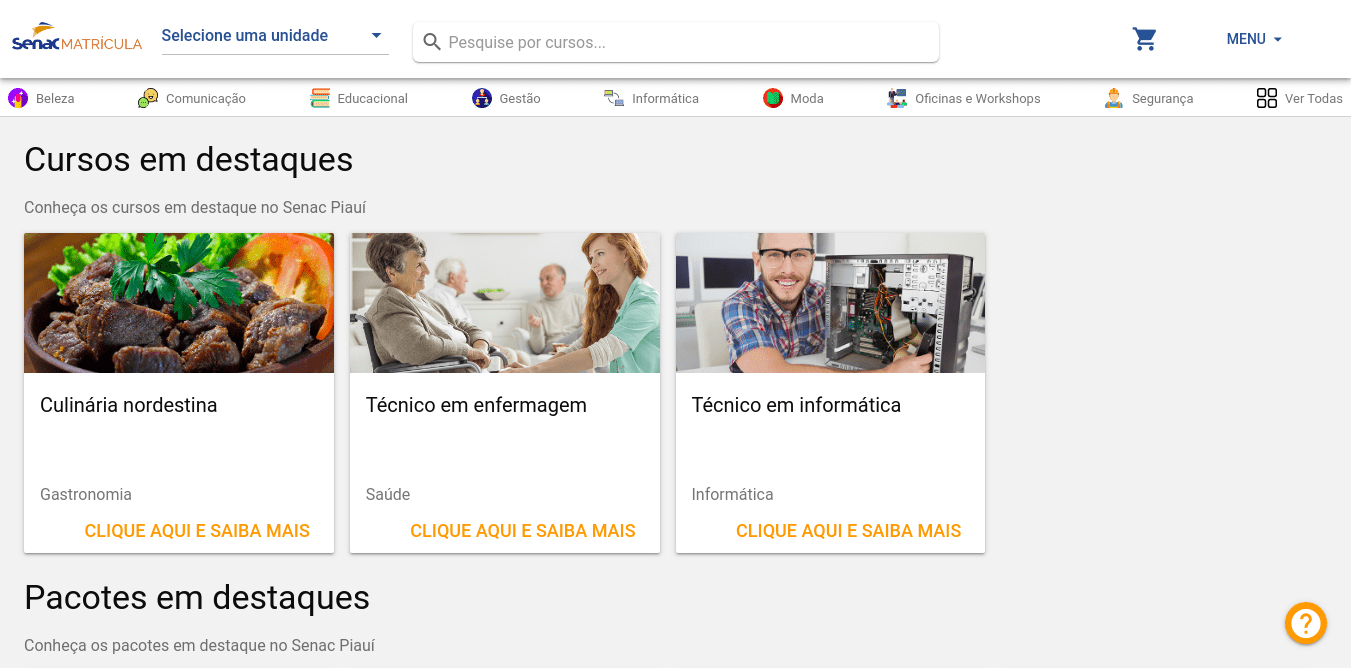 Senac MATRÍCULA
Selecione uma unidade
Pesquise por cursos...
MENU
Beleza
Comunicação
Educacional
Gestão
Informática
Moda
Oficinas e Workshops
Segurança
Ver Todas
Cursos em destaques
Conheça os cursos em destaque no Senac Piauí
Culinária nordestina
Gastronomia
CLIQUE AQUI E SAIBA MAIS
Técnico em enfermagem
Saúde
CLIQUE AQUI E SAIBA MAIS
Técnico em informática
Informática
CLIQUE AQUI E SAIBA MAIS
Pacotes em destaques
Conheça os pacotes em destaque no Senac Piauí
?